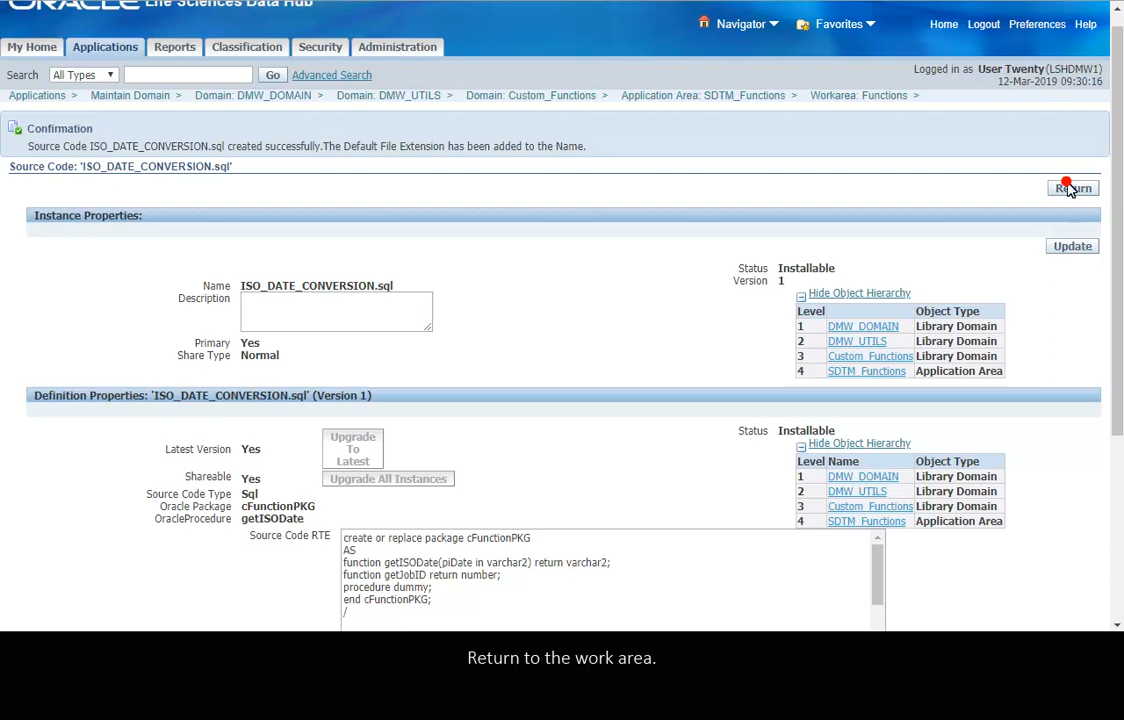 ORACLE Life Sciences Data Hub
Navigator Favorites Home Logout Preferences Help
My Home Applications Reports Classification Security Administration
Search All Types Go Advanced Search
Logged in as User Twenty(LSHDMW1)
12-Mar-2019 09:30:16
Applications > Maintain Domain > Domain: DMW_DOMAIN > Domain: DMW_UTILS > Domain: Custom_Functions > Application Area: SDTM_Functions > Workarea: Functions >
Confirmation
Source Code ISO_DATE_CONVERSION.sql created successfully.The Default File Extension has been added to the Name.
Source Code: 'ISO_DATE_CONVERSION.sql'
Return
Instance Properties:
Update
Name ISO_DATE_CONVERSION.sql
Description
Primary Yes
Share Type Normal
Status Installable
Version 1
Hide Object Hierarchy
Level Object Type
1 DMW_DOMAIN Library Domain
2 DMW_UTILS Library Domain
3 Custom_Functions Library Domain
4 SDTM_Functions Application Area
Definition Properties: 'ISO_DATE_CONVERSION.sql' (Version 1)
Latest Version Yes
Upgrade
To
Latest
Shareable Yes
Upgrade All Instances
Source Code Type Sql
Oracle Package cFunctionPKG
OracleProcedure getISODate
Status Installable
Hide Object Hierarchy
Level Name Object Type
1 DMW_DOMAIN Library Domain
2 DMW_UTILS Library Domain
3 Custom_Functions Library Domain
4 SDTM_Functions Application Area
Source Code RTE
create or replace package cFunctionPKG
AS
function getISODate(piDate in varchar2) return varchar2;
function getJobID return number;
procedure dummy;
end cFunctionPKG;
/
Return to the work area.